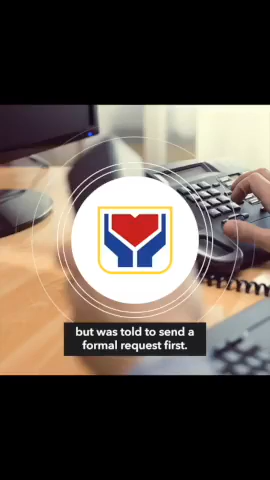 but was told to send a
formal request first.